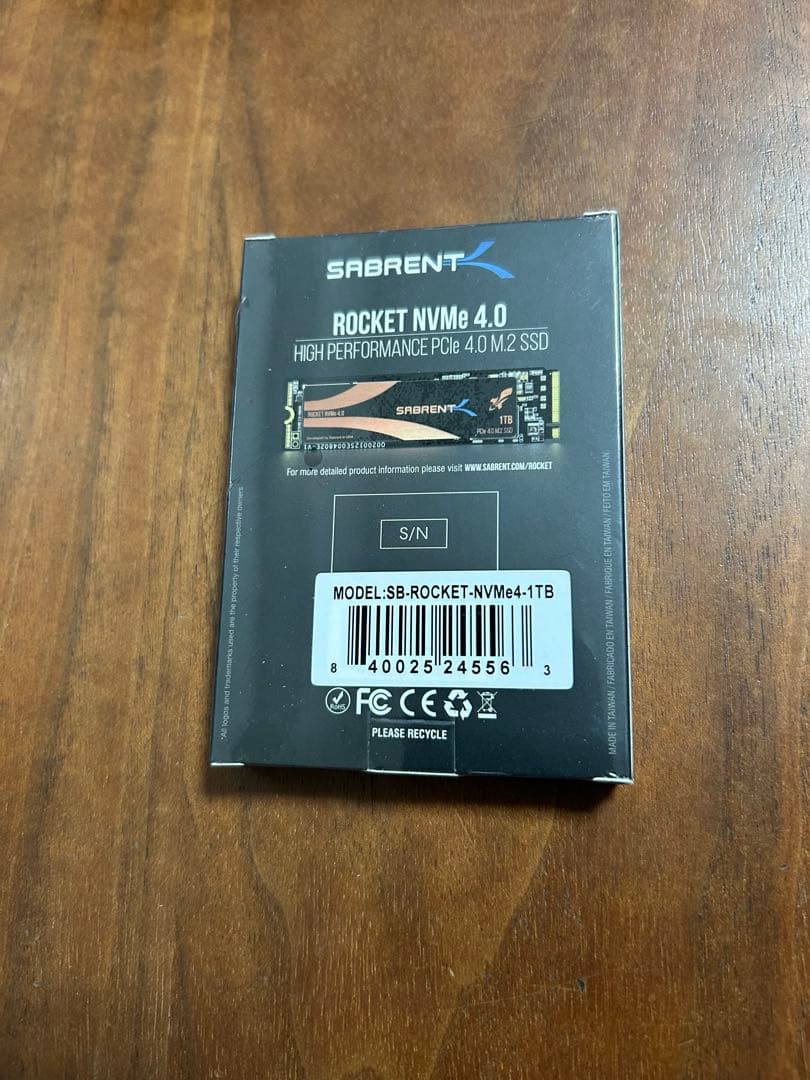 SABRENT
ROCKET NVMe 4.0
HIGH PERFORMANCE PCIe 4.0 M.2 SSD
ROCKET NVMe 4.0
SABRENT
1TB
PCIe 4.0 M.2 SSD
For more detailed product information please visit WWW.SABRENT.COM/ROCKET
S/N
MODEL:SB-ROCKET-NVMe4-1TB
8 40025 24556 3
RoHS FC CE
PLEASE RECYCLE
*All logos and trademarks used are the property of their respective owners
MADE IN TAIWAN / FABRICADO EN TAIWAN / FABRIQUE EN TAIWAN / FEITO EM TAIWAN